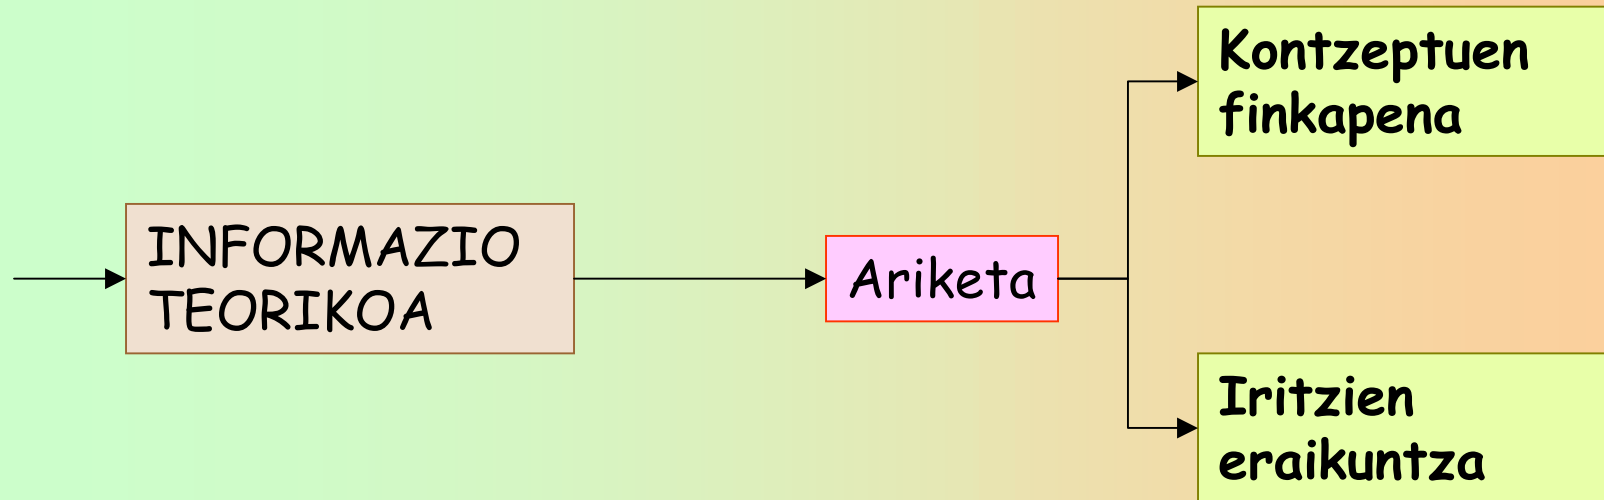 INFORMAZIO
TEORIKOA
Ariketa
Kontzeptuen
finkapena
Iritzien
eraikuntza